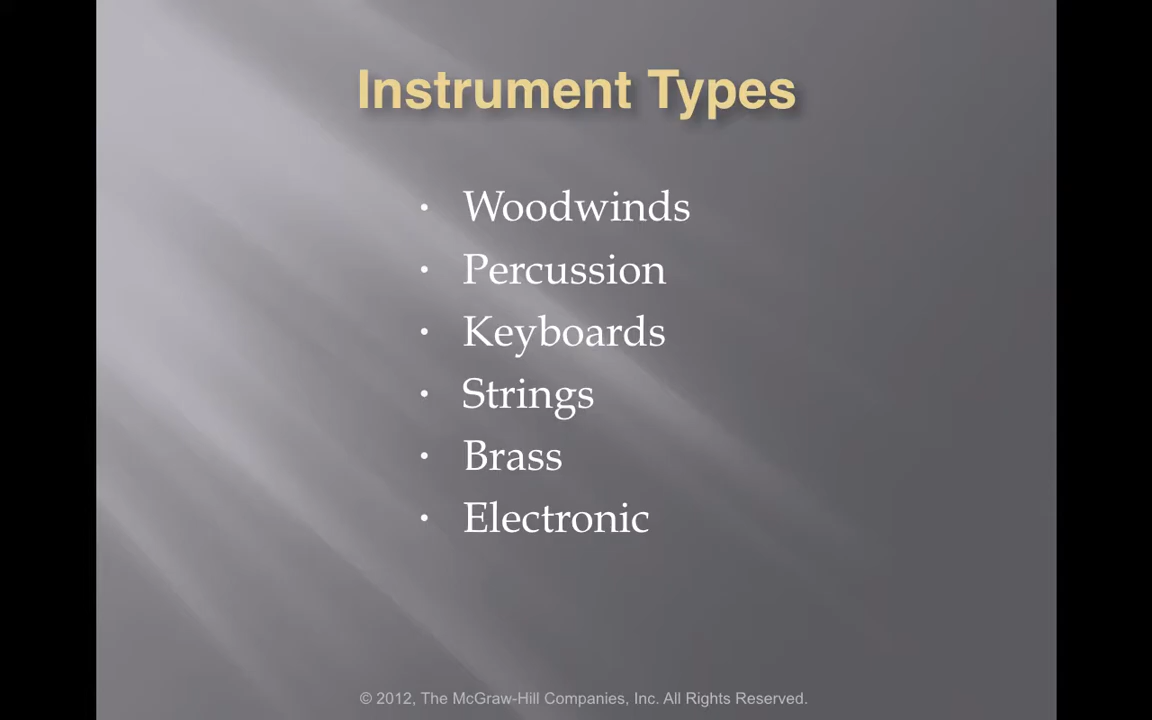 Instrument Types
· Woodwinds
· Percussion
· Keyboards
· Strings
· Brass
· Electronic
© 2012, The McGraw-Hill Companies, Inc. All Rights Reserved.